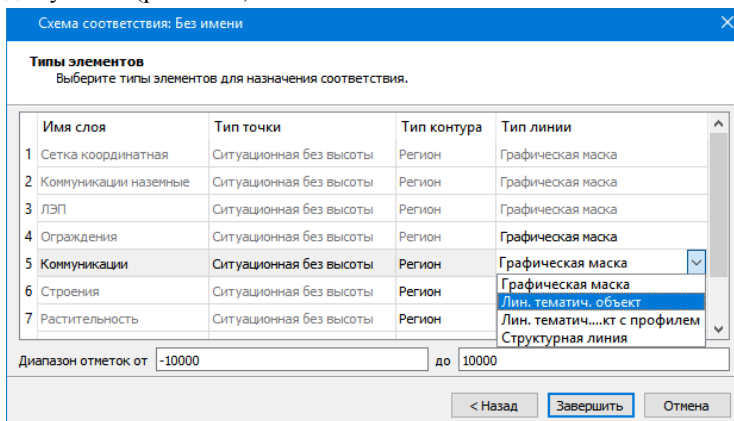 Схема соответствия: Без имени
Типы элементов
Выберите типы элементов для назначения соответствия.
Имя слоя Тип точки Тип контура Тип линии
1 Сетка координатная Ситуационная без высоты Регион Графическая маска
2 Коммуникации наземные Ситуационная без высоты Регион Графическая маска
3 ЛЭП Ситуационная без высоты Регион Графическая маска
4 Ограждения Ситуационная без высоты Регион Графическая маска
5 Коммуникации Ситуационная без высоты Регион Графическая маска
Графическая маска
6 Строения Ситуационная без высоты Регион
Лин. тематич. объект
7 Растительность Ситуационная без высоты Регион
Лин. тематич....кт с профилем
Структурная линия
Диапазон отметок от -10000 до 10000
< Назад Завершить Отмена